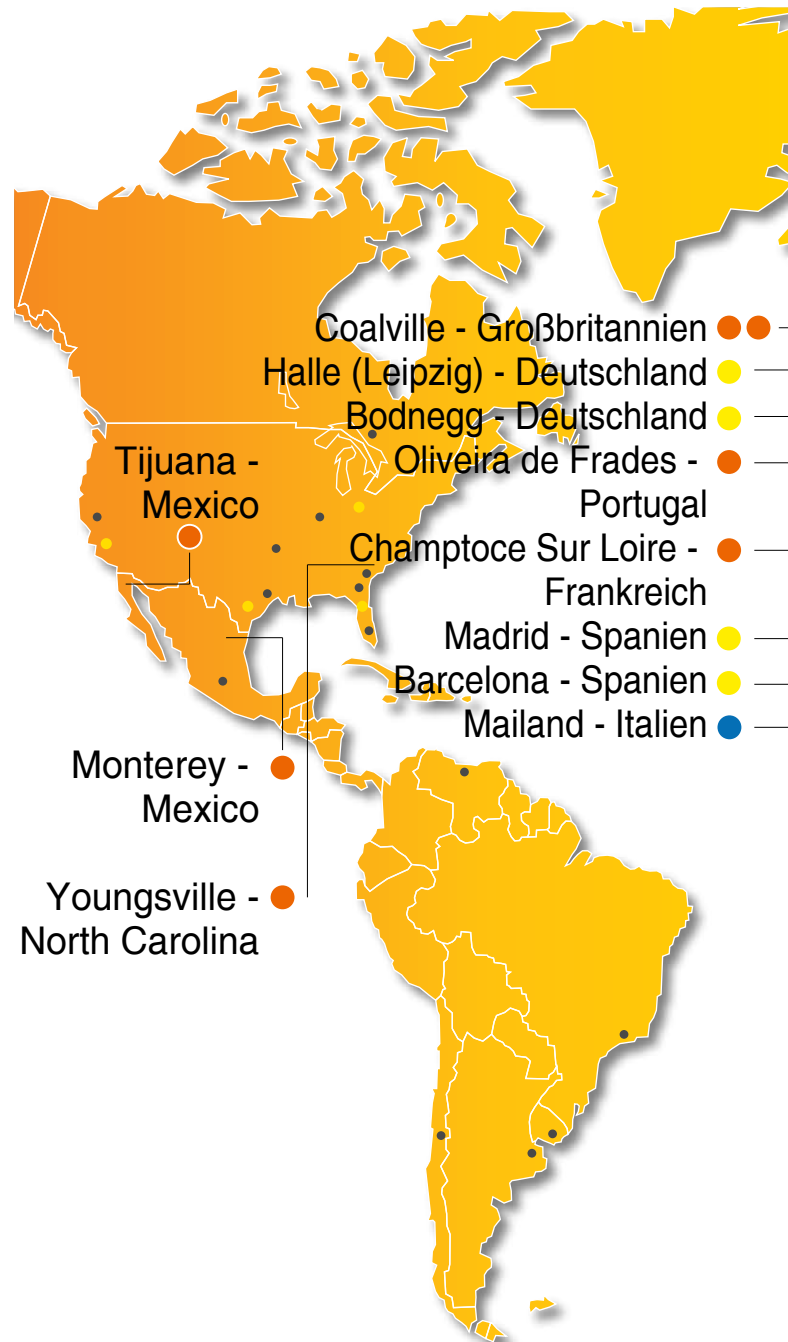 Coalville - Großbritannien
Halle (Leipzig) - Deutschland
Bodnegg - Deutschland
Oliveira de Frades -
Portugal
Champtoce Sur Loire -
Frankreich
Madrid - Spanien
Barcelona - Spanien
Mailand - Italien
Tijuana -
Mexico
Monterey -
Mexico
Youngsville -
North Carolina